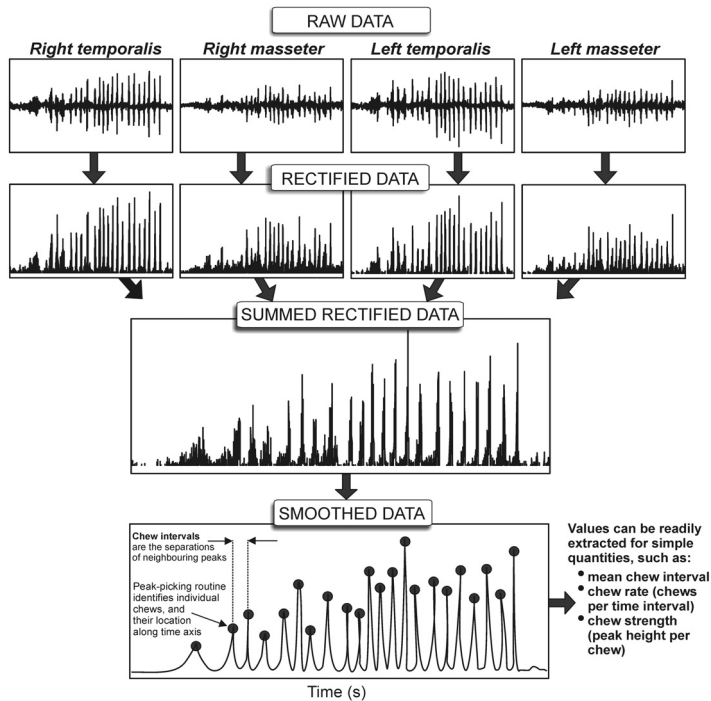 RAW DATA
Right temporalis
Right masseter
Left temporalis
Left masseter
RECTIFIED DATA
SUMMED RECTIFIED DATA
SMOOTHED DATA
Chew intervals
are the separations
of neighbouring peaks
Peak-picking routine
identifies individual
chews, and
their location
along time axis
Time (s)
Values can be readily
extracted for simple
quantities, such as:
• mean chew interval
• chew rate (chews
per time interval)
• chew strength
(peak height per
chew)